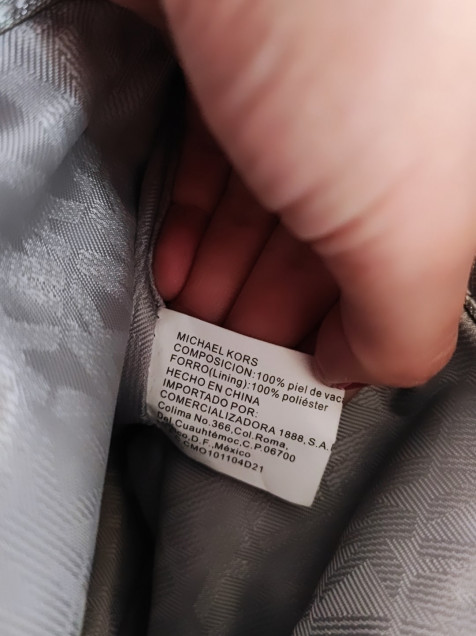 MICHAEL KORS
COMPOSICION:100% piel de vac
FORRO(Lining):100% poliéster
HECHO EN CHINA
IMPORTADO POR:
COMERCIALIZADORA 1888,S.A.
Colima No.366,Col.Roma,
Del.Cuauhtémoc,C.P.06700
D.F.,México
CMO101104D21